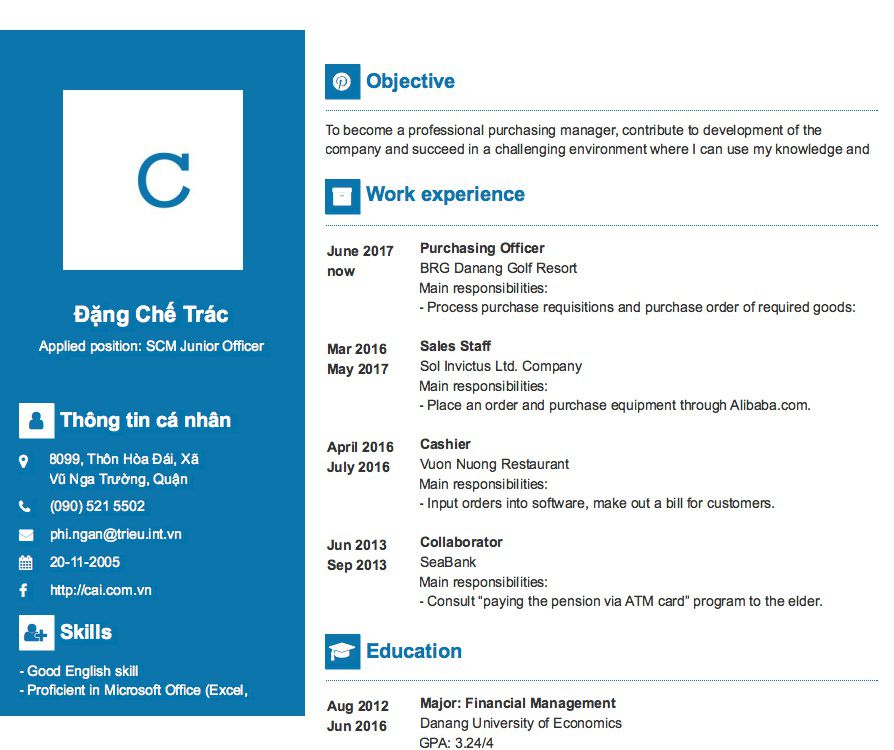 C
Đặng Chế Trác
Applied position: SCM Junior Officer
Thông tin cá nhân
8099, Thôn Hòa Đái, Xã
Vũ Nga Trường, Quận
(090) 521 5502
phi.ngan@trieu.int.vn
20-11-2005
http://cai.com.vn
Skills
- Good English skill
- Proficient in Microsoft Office (Excel,
Objective
To become a professional purchasing manager, contribute to development of the
company and succeed in a challenging environment where I can use my knowledge and
Work experience
June 2017
now
Purchasing Officer
BRG Danang Golf Resort
Main responsibilities:
- Process purchase requisitions and purchase order of required goods:
Mar 2016
May 2017
Sales Staff
Sol Invictus Ltd. Company
Main responsibilities:
- Place an order and purchase equipment through Alibaba.com.
April 2016
July 2016
Cashier
Vuon Nuong Restaurant
Main responsibilities:
- Input orders into software, make out a bill for customers.
Jun 2013
Sep 2013
Collaborator
SeaBank
Main responsibilities:
- Consult “paying the pension via ATM card” program to the elder.
Education
Aug 2012
Jun 2016
Major: Financial Management
Danang University of Economics
GPA: 3.24/4